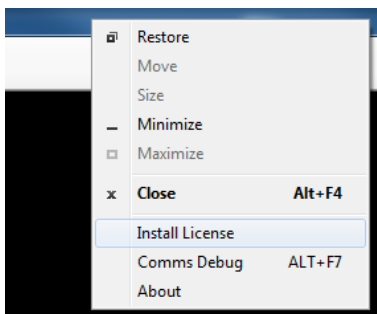 Restore
Move
Size
Minimize
Maximize
Close Alt+F4
Install License
Comms Debug ALT+F7
About